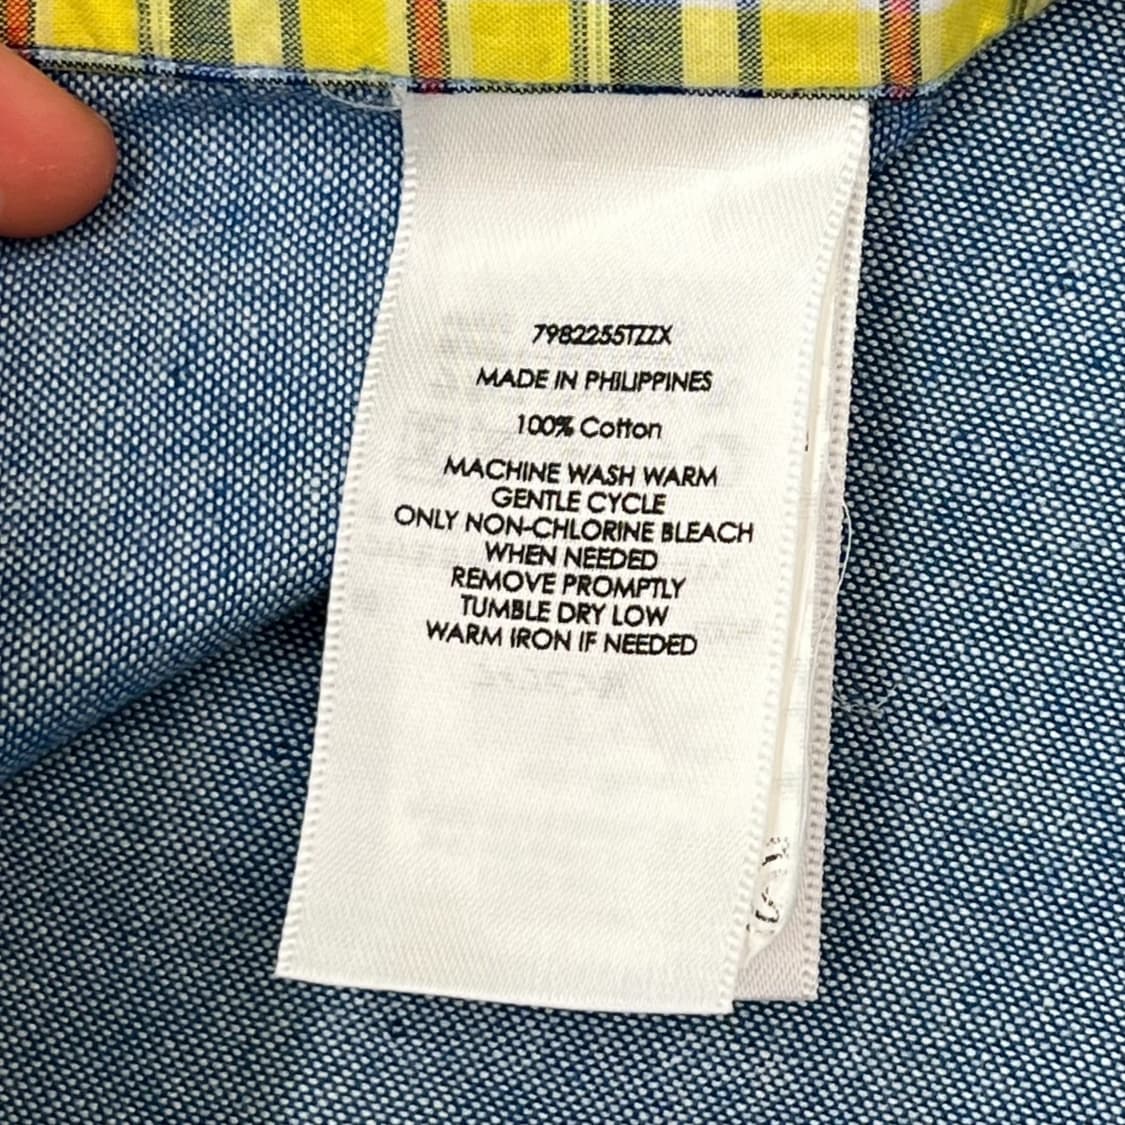 7982255TZZX
MADE IN PHILIPPINES
100% Cotton
MACHINE WASH WARM
GENTLE CYCLE
ONLY NON-CHLORINE BLEACH
WHEN NEEDED
REMOVE PROMPTLY
TUMBLE DRY LOW
WARM IRON IF NEEDED